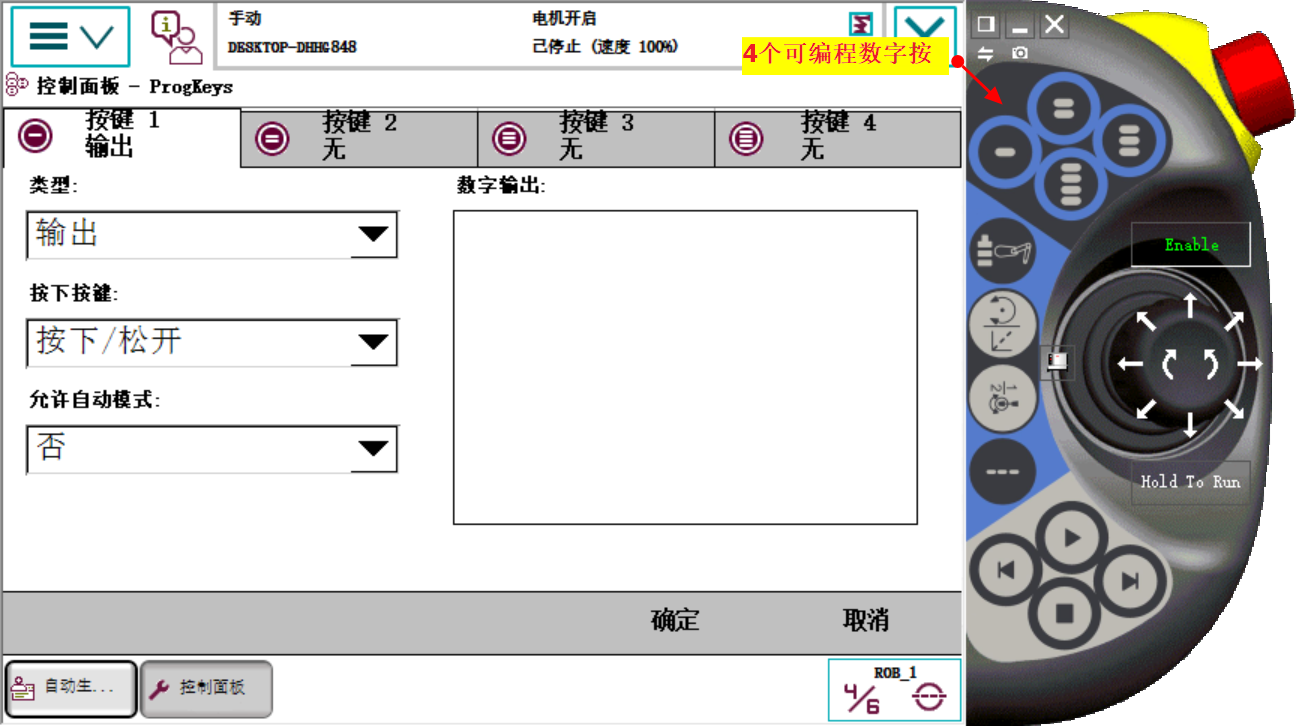 手动
DESKTOP-DHHG848
电机开启
已停止 (速度 100%)
4个可编程数字按
控制面板 - ProgKeys
按键 1
输出
按键 2
无
按键 3
无
按键 4
无
类型:
输出
按下按键:
按下/松开
允许自动模式:
否
数字输出:
Enable
Hold To Run
确定
取消
自动生...
控制面板
ROB_1
4/6